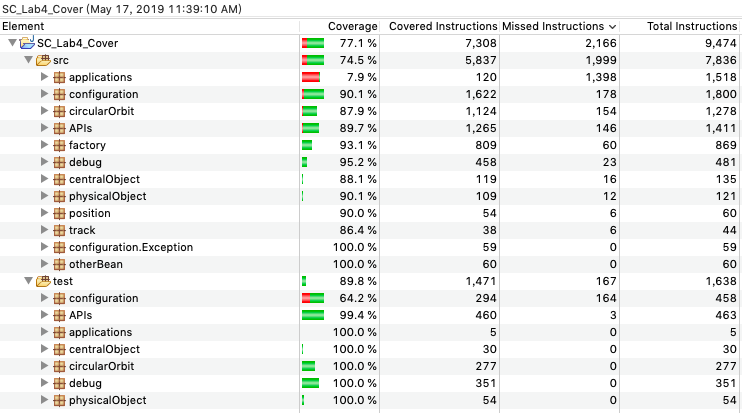 SC_Lab4_Cover (May 17, 2019 11:39:10 AM)
Element Coverage Covered Instructions Missed Instructions Total Instructions
SC_Lab4_Cover 77.1 % 7,308 2,166 9,474
src 74.5 % 5,837 1,999 7,836
applications 7.9 % 120 1,398 1,518
configuration 90.1 % 1,622 178 1,800
circularOrbit 87.9 % 1,124 154 1,278
APIs 89.7 % 1,265 146 1,411
factory 93.1 % 809 60 869
debug 95.2 % 458 23 481
centralObject 88.1 % 119 16 135
physicalObject 90.1 % 109 12 121
position 90.0 % 54 6 60
track 86.4 % 38 6 44
configuration.Exception 100.0 % 59 0 59
otherBean 100.0 % 60 0 60
test 89.8 % 1,471 167 1,638
configuration 64.2 % 294 164 458
APIs 99.4 % 460 3 463
applications 100.0 % 5 0 5
centralObject 100.0 % 30 0 30
circularOrbit 100.0 % 277 0 277
debug 100.0 % 351 0 351
physicalObject 100.0 % 54 0 54